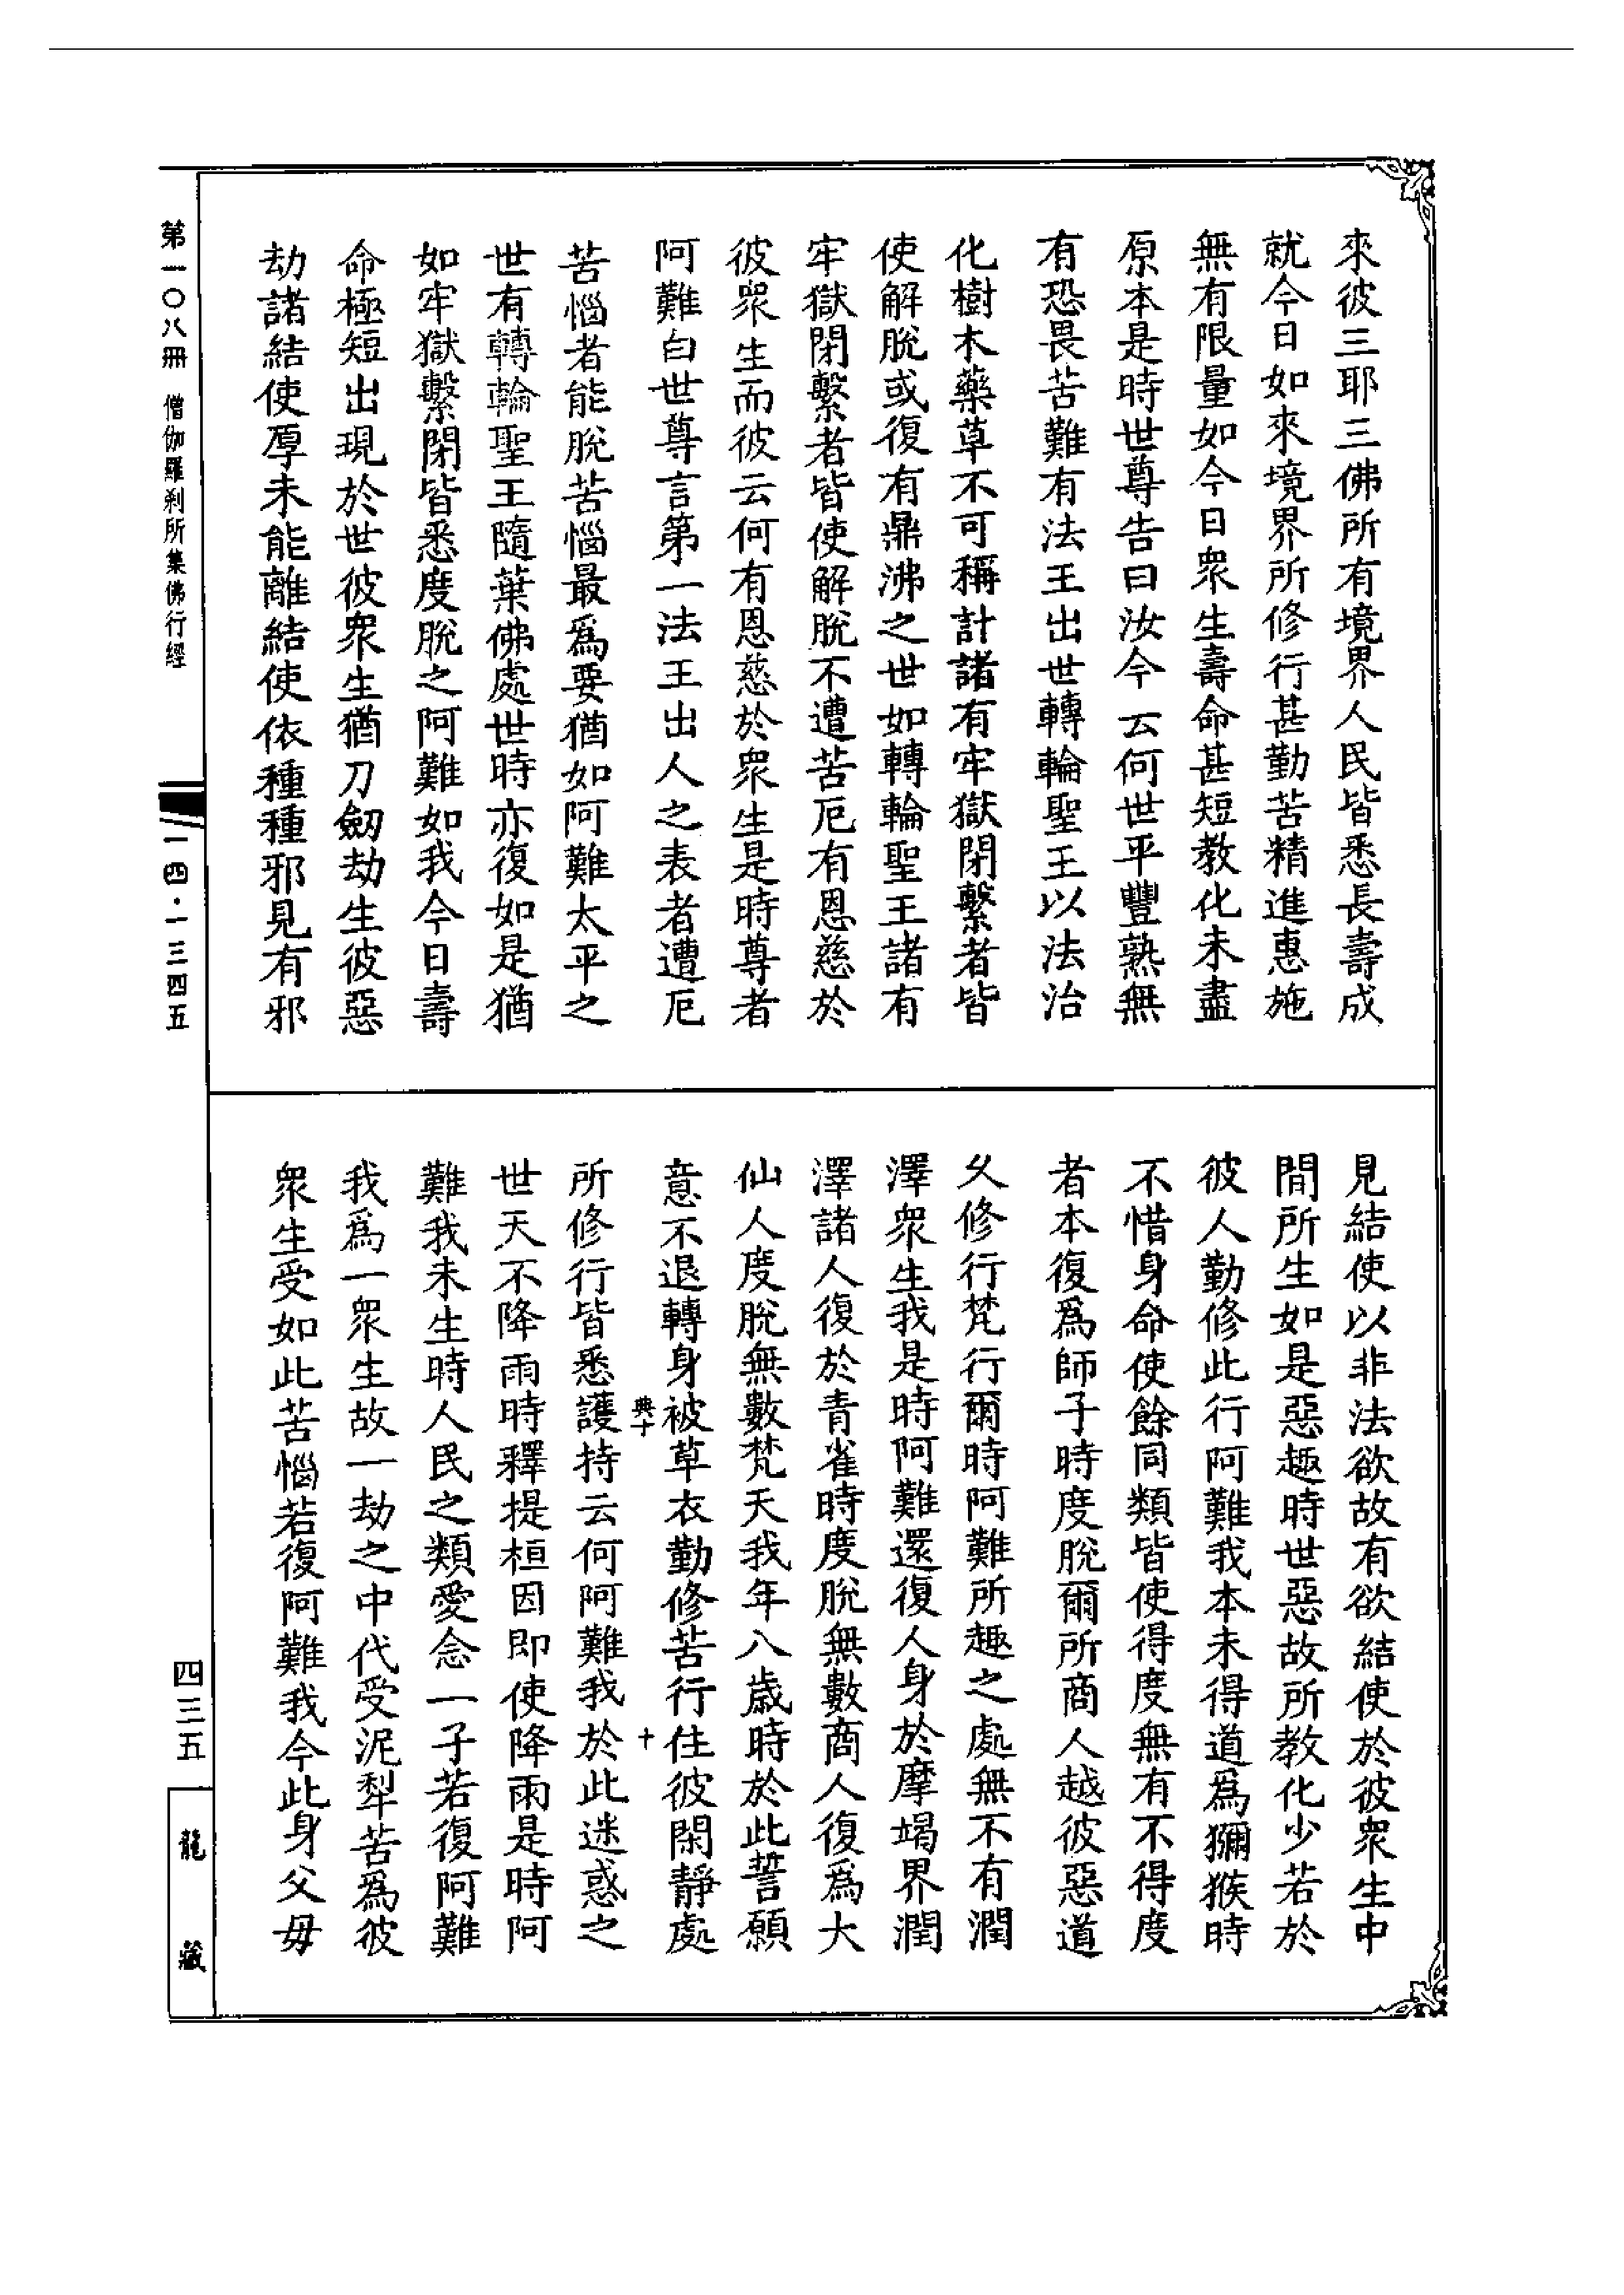 來彼三耶三佛所有境界人民皆悉長壽成
就今日如來境界所修行甚勤苦精進惠施
無有限量如今日眾生壽命甚短教化未盡
原本是時世尊告曰汝今云何世平豐熟無
有恐畏苦難有法王出世轉輪聖王以法治
化樹木藥草不可稱計諸有牢獄閉繫者皆
使解脫或復有鼎沸之世如轉輪聖王諸有
牢獄閉繫者皆使解脫不遭苦厄有恩慈於
彼眾生而彼云何有恩慈於眾生是時尊者
阿難白世尊言第一法王出人之表者遭厄
苦惱者能脫苦惱最為要猶如阿難太平之
世有轉輪聖王隨葉佛處世時亦復如是猶
如牢獄繫閉皆悉度脫之阿難如我今日壽
命極短出現於世彼眾生猶刀劒劫生彼惡
劫諸結使厚未能離結使依種種邪見有邪
見結使以非法欲故有欲結使於彼眾生中
間所生如是惡趣時世惡故所教化少若於
彼人勤修此行阿難我本未得道為獼猴時
不惜身命使餘同類皆使得度無有不得度
者本復為師子時度脫爾所商人越彼惡道
久修行梵行爾時阿難所趣之處無不有潤
澤眾生我是時阿難還復人身於摩竭界潤
澤諸人復於青雀時度脫無數商人復為大
仙人度脫無數梵天我年八歲時於此誓願
意不退轉身被草衣勤修苦行住彼閑靜處
典十
十
所修行皆悉護持云何阿難我於此迷惑之
世天不降雨時釋提桓因即使降雨是時阿
難我未生時人民之類愛念一子若復阿難
我為一眾生故一劫之中代受泥犁苦為彼
眾生受如此苦惱若復阿難我今此身父母
第一〇八冊 僧伽羅剎所集佛行經
一四·一三四五
四三五
龍藏